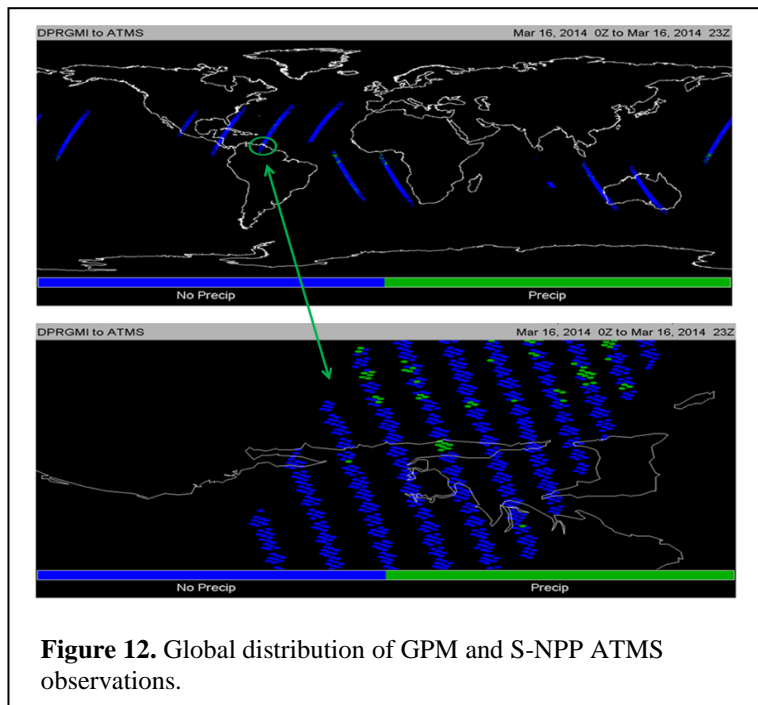 DPRGMI to ATMS Mar 16, 2014 0Z to Mar 16, 2014 23Z
No Precip Precip
DPRGMI to ATMS Mar 16, 2014 0Z to Mar 16, 2014 23Z
No Precip Precip
Figure 12. Global distribution of GPM and S-NPP ATMS
observations.